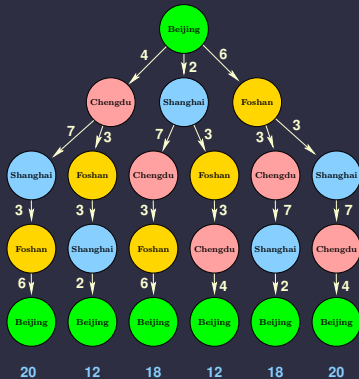 Beijing
4 2 6
Chengdu Shanghai Foshan
7 3 7 3 3 3
Shanghai Foshan Chengdu Foshan Chengdu Shanghai
3 3 3 3 7 7
Foshan Shanghai Foshan Chengdu Shanghai Chengdu
6 2 6 4 2 4
Beijing Beijing Beijing Beijing Beijing Beijing
20 12 18 12 18 20